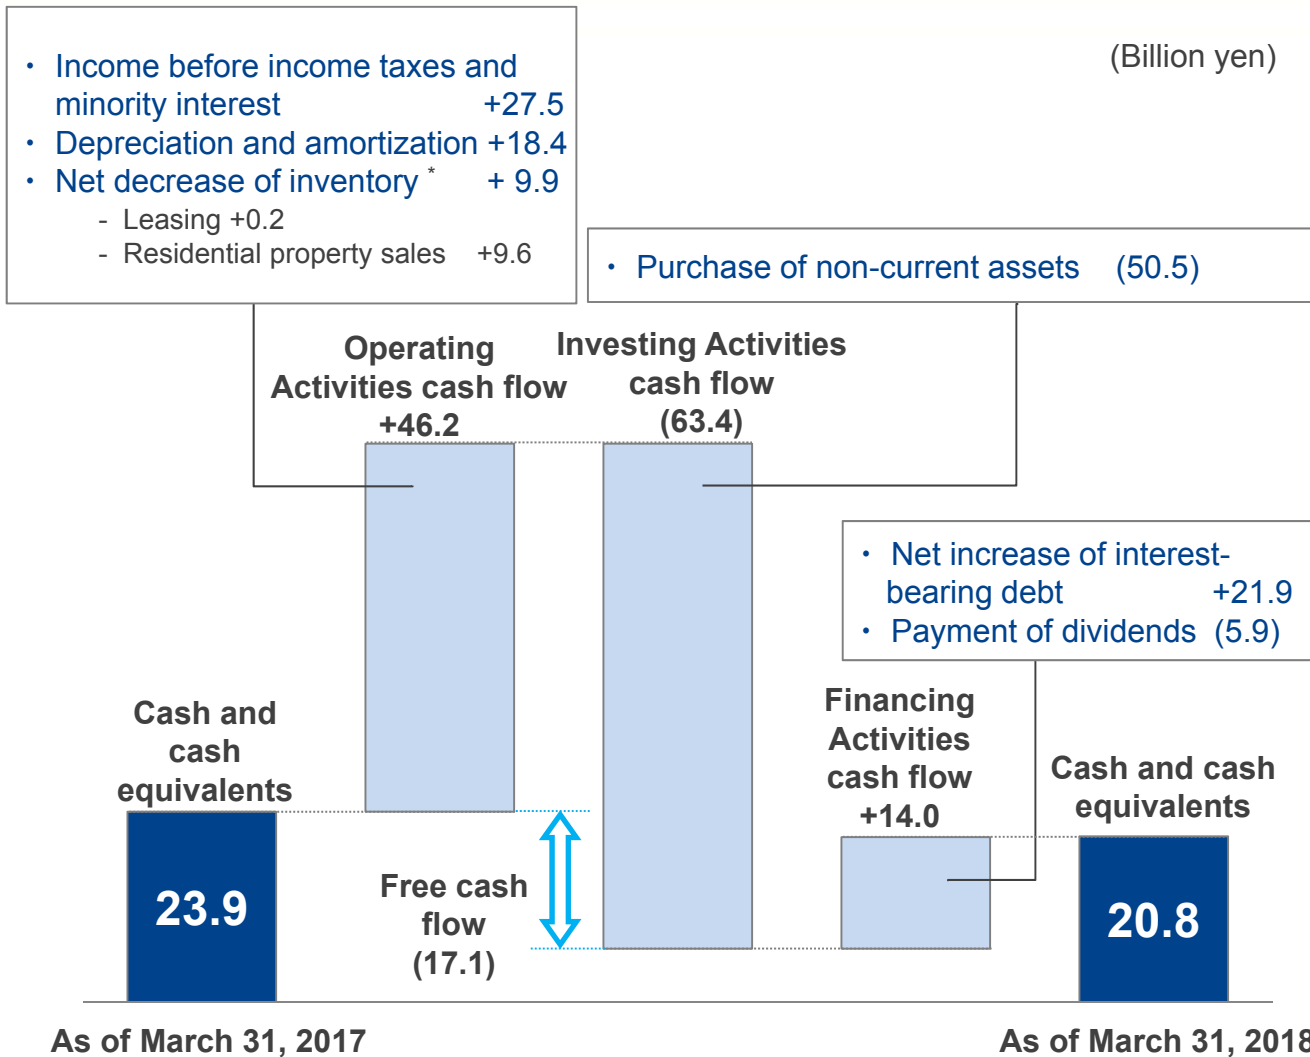 (Billion yen)
・ Income before income taxes and
minority interest +27.5
・ Depreciation and amortization +18.4
・ Net decrease of inventory * + 9.9
- Leasing +0.2
- Residential property sales +9.6
・ Purchase of non-current assets (50.5)
Operating
Activities cash flow
+46.2
Investing Activities
cash flow
(63.4)
・ Net increase of interest-
bearing debt +21.9
・ Payment of dividends (5.9)
Cash and
cash
equivalents
23.9
Free cash
flow
(17.1)
Financing
Activities
cash flow
+14.0
Cash and cash
equivalents
20.8
As of March 31, 2017
As of March 31, 2018